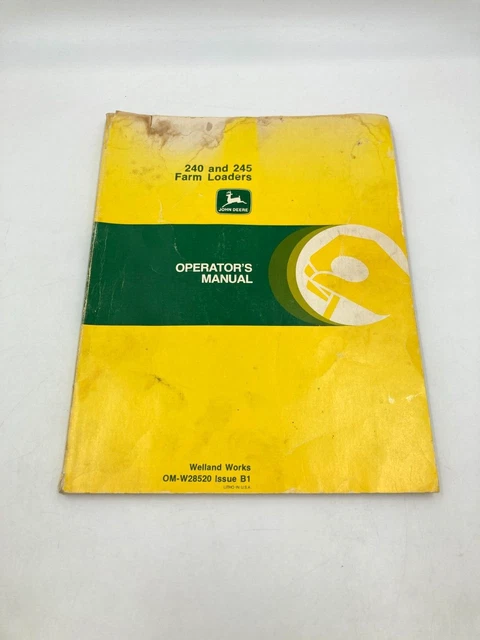 240 and 245
Farm Loaders
JOHN DEERE
OPERATOR'S
MANUAL
Welland Works
OM-W28520 Issue B1